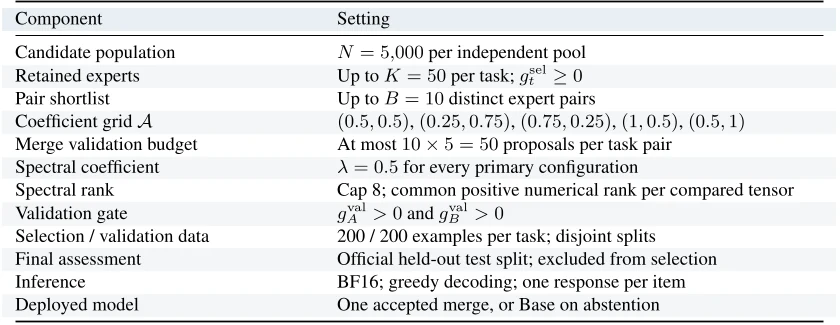 Component Setting
Candidate population N = 5,000 per independent pool
Retained experts Up to K = 50 per task; g_t^sel ≥ 0
Pair shortlist Up to B = 10 distinct expert pairs
Coefficient grid 𝒜 (0.5, 0.5), (0.25, 0.75), (0.75, 0.25), (1, 0.5), (0.5, 1)
Merge validation budget At most 10 × 5 = 50 proposals per task pair
Spectral coefficient λ = 0.5 for every primary configuration
Spectral rank Cap 8; common positive numerical rank per compared tensor
Validation gate g_A^val > 0 and g_B^val > 0
Selection / validation data 200 / 200 examples per task; disjoint splits
Final assessment Official held-out test split; excluded from selection
Inference BF16; greedy decoding; one response per item
Deployed model One accepted merge, or Base on abstention